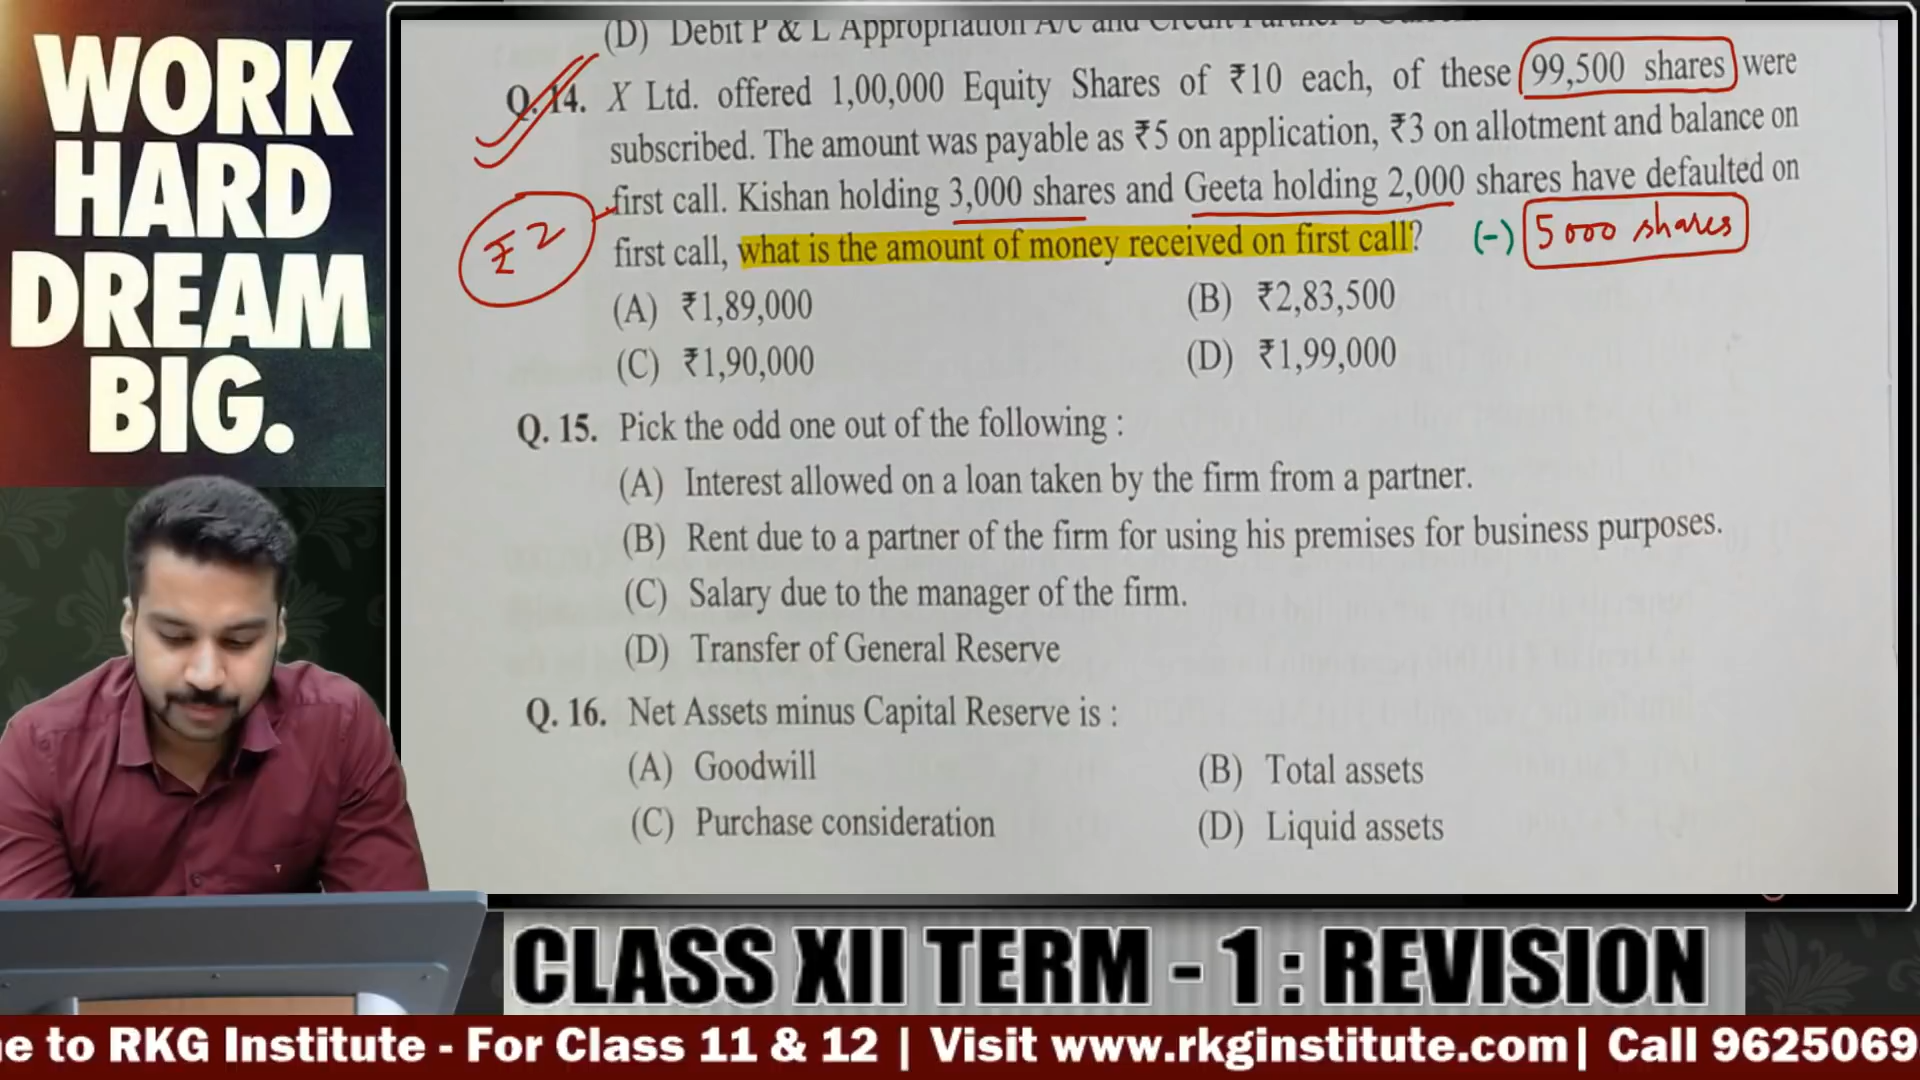 WORK
HARD
DREAM
BIG.
(D) Debit P & L Appropriation A/c and Credit Partner's
Q. 14. X Ltd. offered 1,00,000 Equity Shares of ₹10 each, of these 99,500 shares were
subscribed. The amount was payable as ₹5 on application, ₹3 on allotment and balance on
first call. Kishan holding 3,000 shares and Geeta holding 2,000 shares have defaulted on
first call, what is the amount of money received on first call? (-) 5000 shares
₹2
(A) ₹1,89,000 (B) ₹2,83,500
(C) ₹1,90,000 (D) ₹1,99,000
Q. 15. Pick the odd one out of the following :
(A) Interest allowed on a loan taken by the firm from a partner.
(B) Rent due to a partner of the firm for using his premises for business purposes.
(C) Salary due to the manager of the firm.
(D) Transfer of General Reserve
Q. 16. Net Assets minus Capital Reserve is :
(A) Goodwill (B) Total assets
(C) Purchase consideration (D) Liquid assets
CLASS XII TERM - 1 : REVISION
e to RKG Institute - For Class 11 & 12 | Visit www.rkginstitute.com| Call 9625069